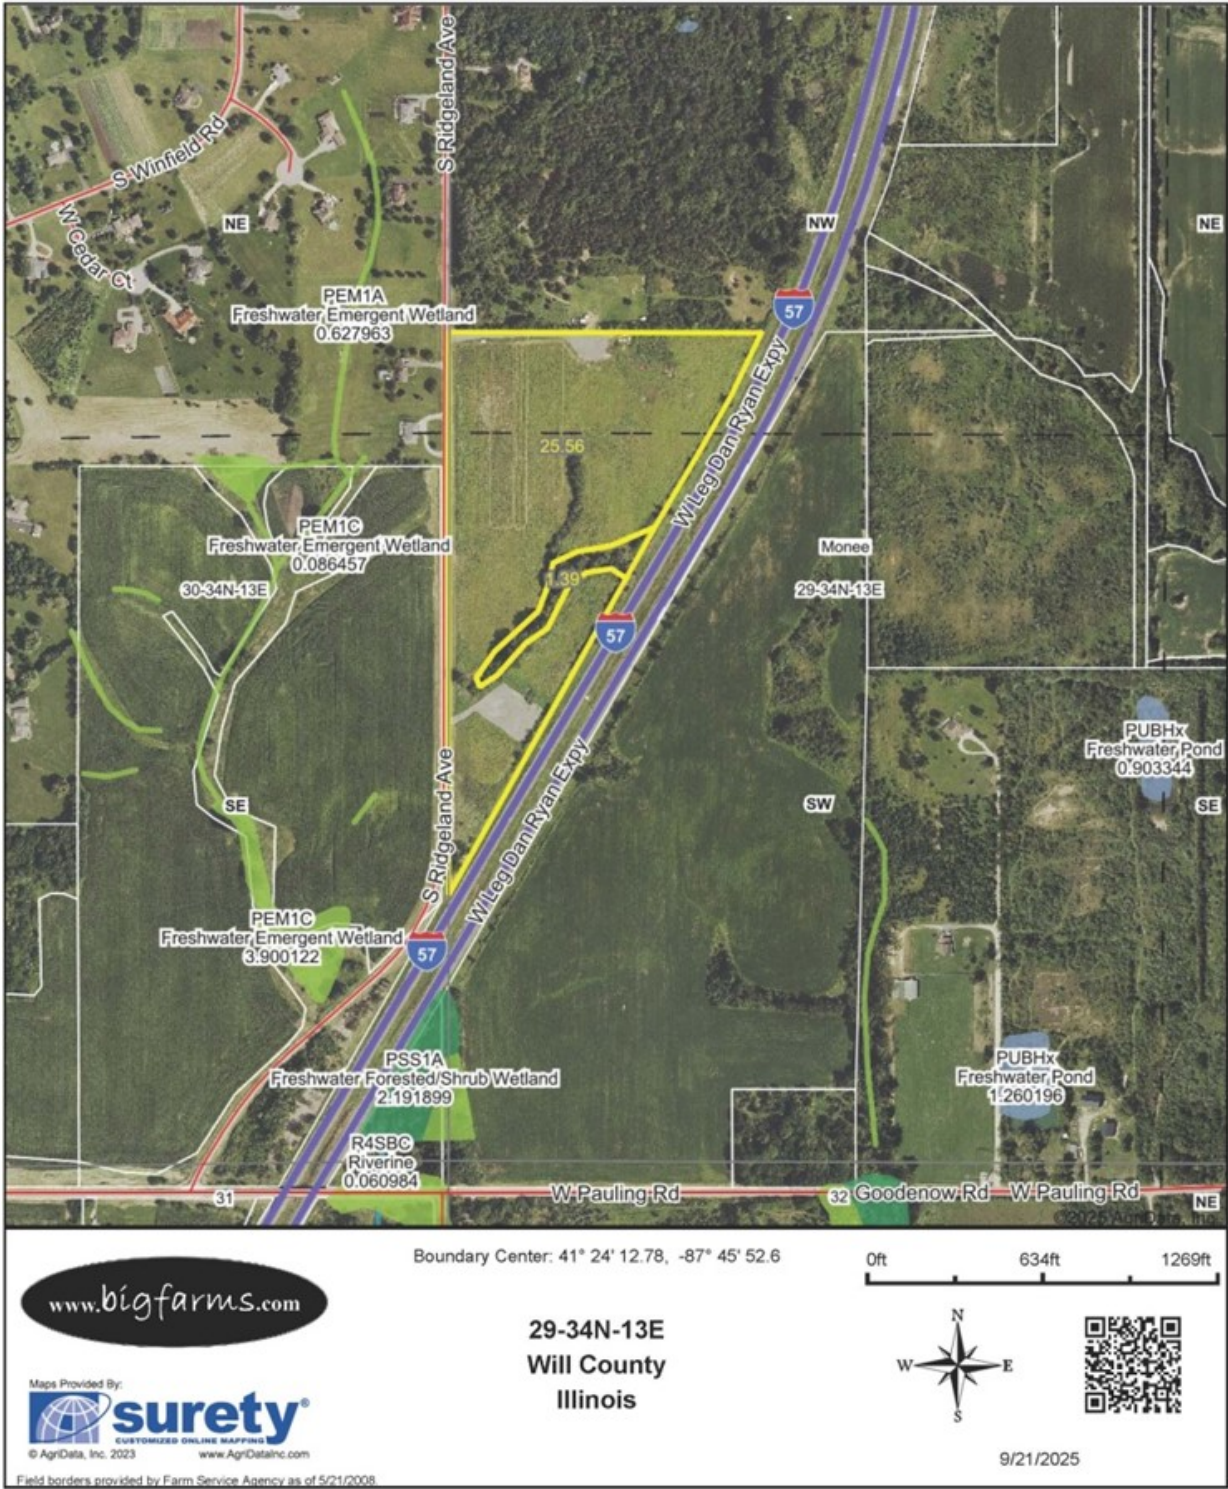 S Ridgeland Ave
S Winfield Rd
W Cedar Ct
NE
NW
NE
PEM1A
Freshwater Emergent Wetland
0.627963
57
W Leg Dan Ryan Expy
25.56
PEM1C
Freshwater Emergent Wetland
0.086457
30-34N-13E
Monee
29-34N-13E
1.39
57
PUBHx
Freshwater Pond
0.903344
SE
SW
SE
S Ridgeland Ave
W Leg Dan Ryan Expy
PEM1C
Freshwater Emergent Wetland
3.900122
57
PSS1A
Freshwater Forested/Shrub Wetland
2.191899
PUBHx
Freshwater Pond
1.260196
R4SBC
Riverine
0.060984
31
W Pauling Rd
32
Goodenow Rd
W Pauling Rd
NE
©2025 AgriData, Inc.
www.bigfarms.com
Boundary Center: 41° 24' 12.78, -87° 45' 52.6
0ft 634ft 1269ft
29-34N-13E
Will County
Illinois
N
W E
S
Maps Provided By:
surety®
CUSTOMIZED ONLINE MAPPING
© AgriData, Inc. 2023 www.AgriDataInc.com
9/21/2025
Field borders provided by Farm Service Agency as of 5/21/2008.